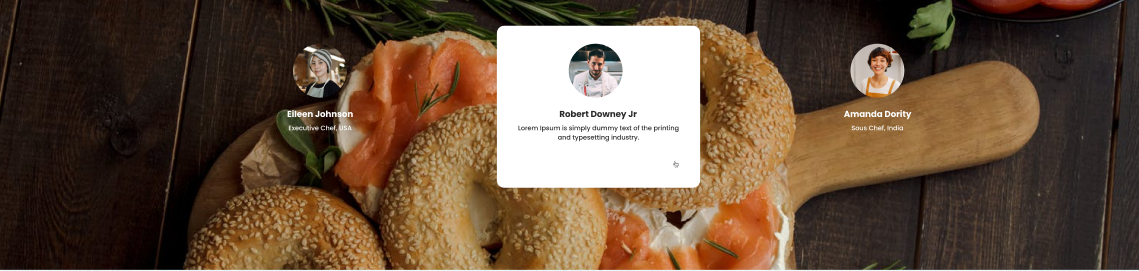 Eileen Johnson
Executive Chef, USA
Robert Downey Jr
Lorem Ipsum is simply dummy text of the printing
and typesetting industry.
Amanda Dority
Sous Chef, India